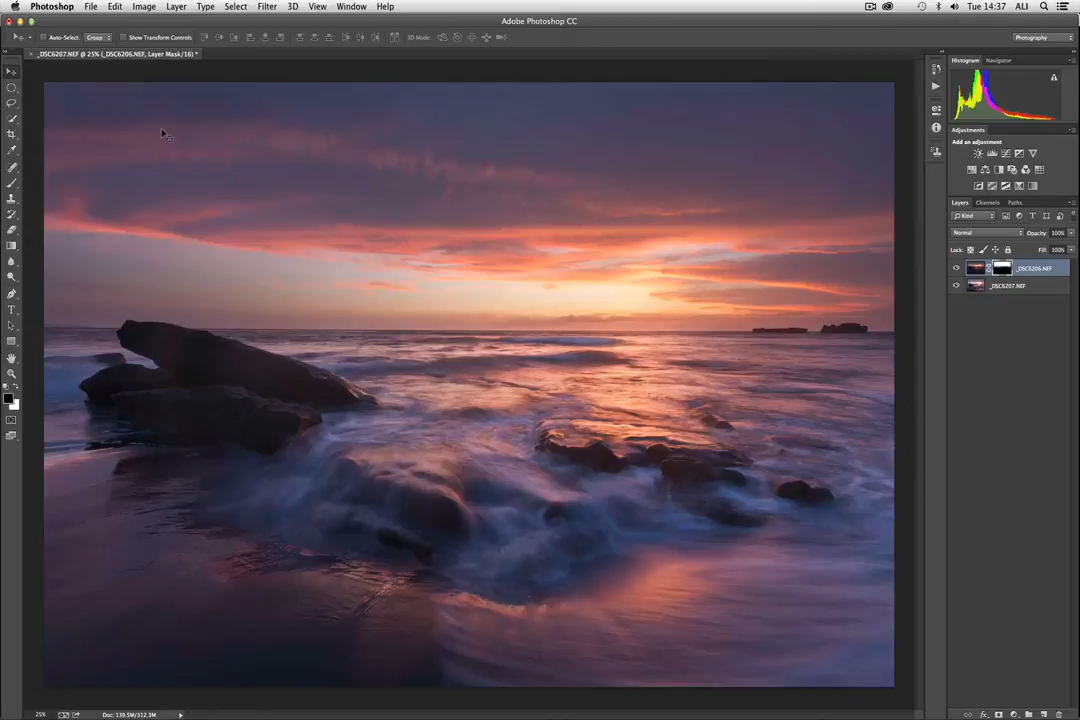 Photoshop File Edit Image Layer Type Select Filter 3D View Window Help Tue 14:37 ALI
Adobe Photoshop CC
Auto-Select: Group Show Transform Controls 3D Mode: Photography
_DSC6207.NEF @ 25% (_DSC6206.NEF, Layer Mask/16) *
Histogram Navigator
Adjustments
Add an adjustment
Layers Channels Paths
Kind
Normal Opacity: 100%
Lock: Fill: 100%
_DSC6206.NEF
_DSC6207.NEF
25% Doc: 139.5M/312.3M